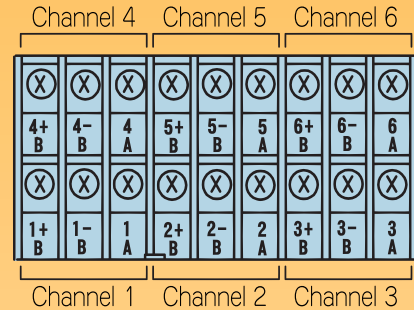 Channel 4 Channel 5 Channel 6
4+ 4- 4 5+ 5- 5 6+ 6- 6
B B A B B A B B A
1+ 1- 1 2+ 2- 2 3+ 3- 3
B B A B B A B B A
Channel 1 Channel 2 Channel 3